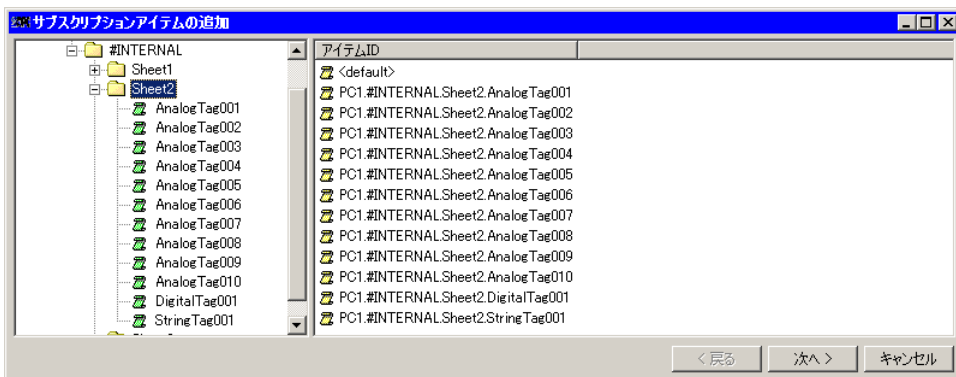 サブスクリプションアイテムの追加
#INTERNAL
Sheet1
Sheet2
AnalogTag001
AnalogTag002
AnalogTag003
AnalogTag004
AnalogTag005
AnalogTag006
AnalogTag007
AnalogTag008
AnalogTag009
AnalogTag010
DigitalTag001
StringTag001
アイテムID
<default>
PC1.#INTERNAL.Sheet2.AnalogTag001
PC1.#INTERNAL.Sheet2.AnalogTag002
PC1.#INTERNAL.Sheet2.AnalogTag003
PC1.#INTERNAL.Sheet2.AnalogTag004
PC1.#INTERNAL.Sheet2.AnalogTag005
PC1.#INTERNAL.Sheet2.AnalogTag006
PC1.#INTERNAL.Sheet2.AnalogTag007
PC1.#INTERNAL.Sheet2.AnalogTag008
PC1.#INTERNAL.Sheet2.AnalogTag009
PC1.#INTERNAL.Sheet2.AnalogTag010
PC1.#INTERNAL.Sheet2.DigitalTag001
PC1.#INTERNAL.Sheet2.StringTag001
< 戻る 次へ > キャンセル